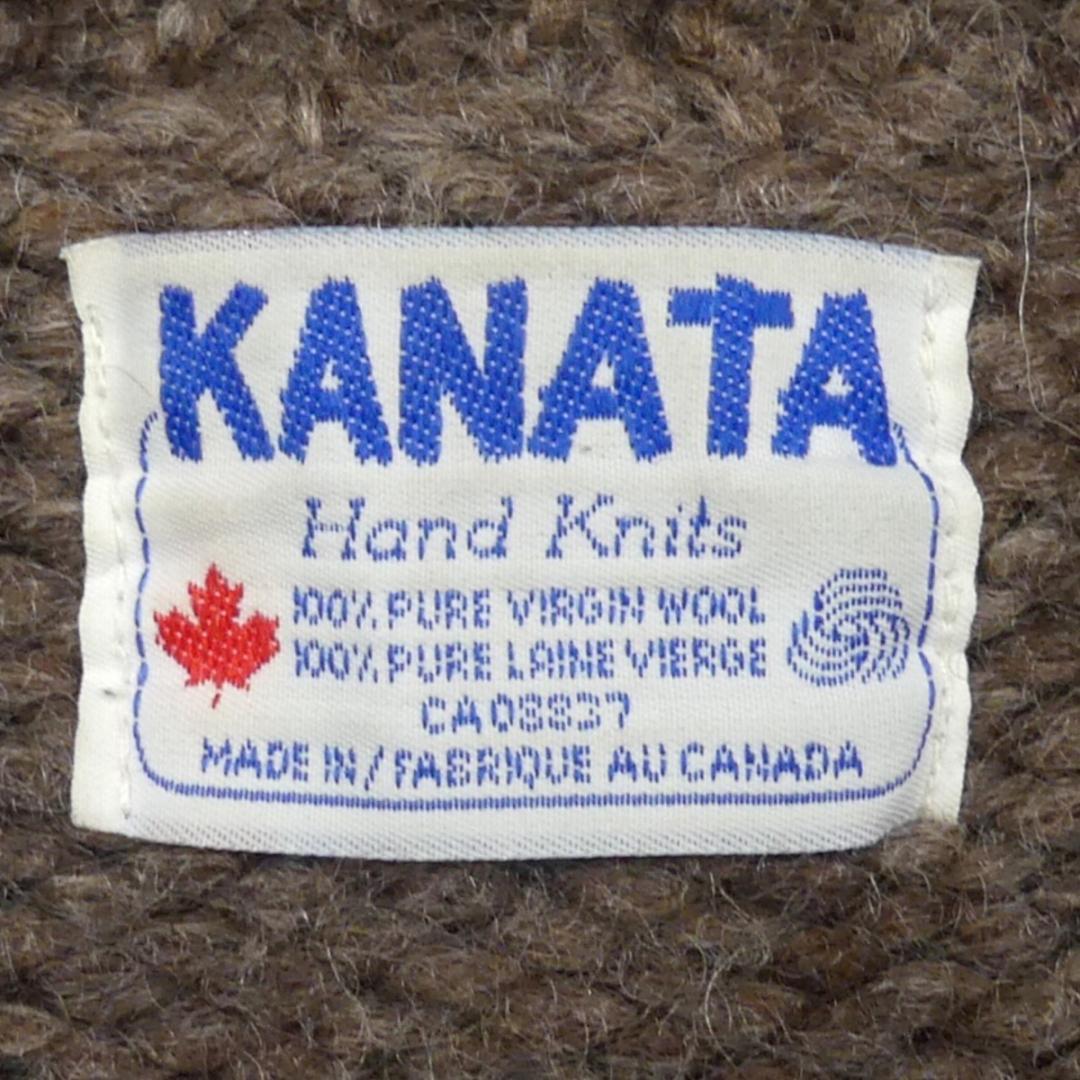 KANATA
Hand Knits
100% PURE VIRGIN WOOL
100% PURE LAINE VIERGE
CA08837
MADE IN / FABRIQUE AU CANADA